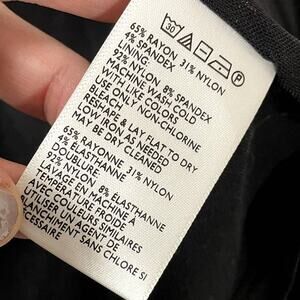 30
P
65% RAYON 31% NYLON
4% SPANDEX
LINING:
92% NYLON 8% SPANDEX
MACHINE WASH COLD
WITH LIKE COLORS
USE ONLY NON-CHLORINE
BLEACH
RESHAPE & LAY FLAT TO DRY
LOW IRON AS NEEDED
MAY BE DRY CLEANED
65% RAYONNE 31% NYLON
4% ÉLASTHANNE
DOUBLURE:
92% NYLON 8% ÉLASTHANNE
LAVAGE EN MACHINE À
TEMPÉRATURE FROIDE
AVEC COULEURS SIMILAIRES
UTILISER UN AGENT DE
BLANCHIMENT SANS CHLORE SI
NÉCESSAIRE